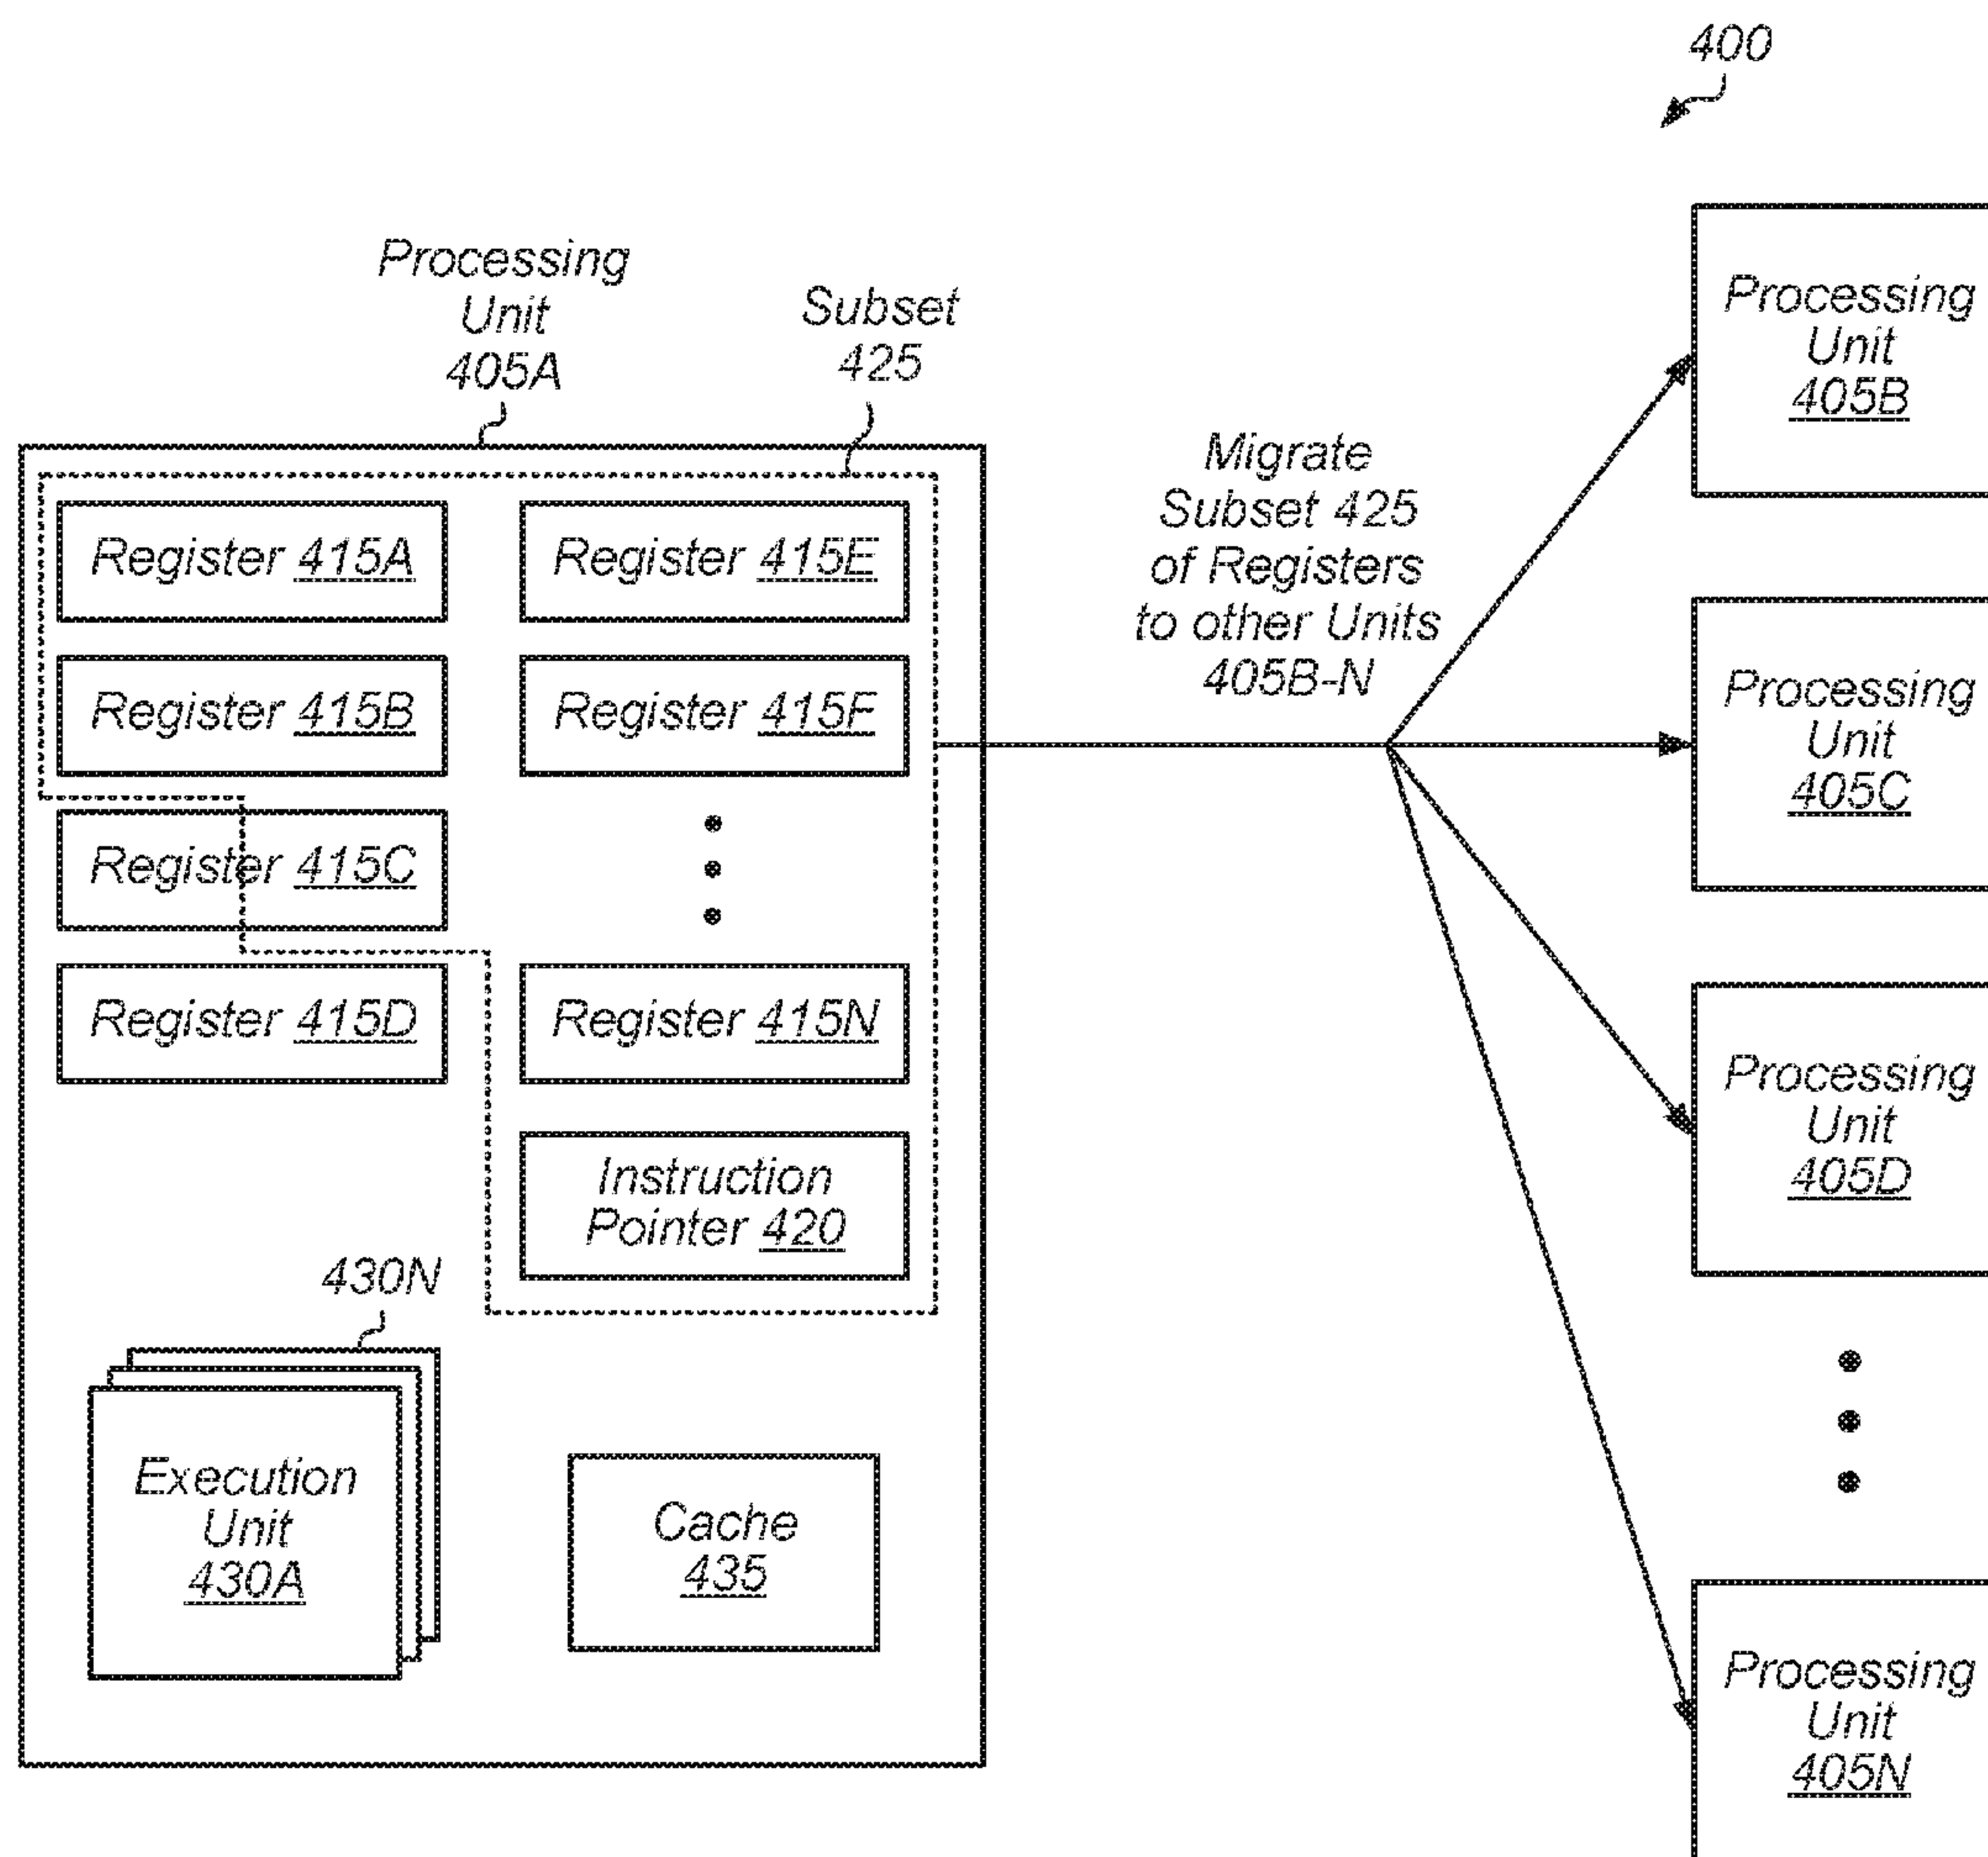 400
Processing
Unit
405A
Subset
425
Register 415A
Register 415E
Register 415B
Register 415F
Register 415C
Register 415D
Register 415N
Instruction
Pointer 420
430N
Execution
Unit
430A
Cache
435
Migrate
Subset 425
of Registers
to other Units
405B-N
Processing
Unit
405B
Processing
Unit
405C
Processing
Unit
405D
Processing
Unit
405N